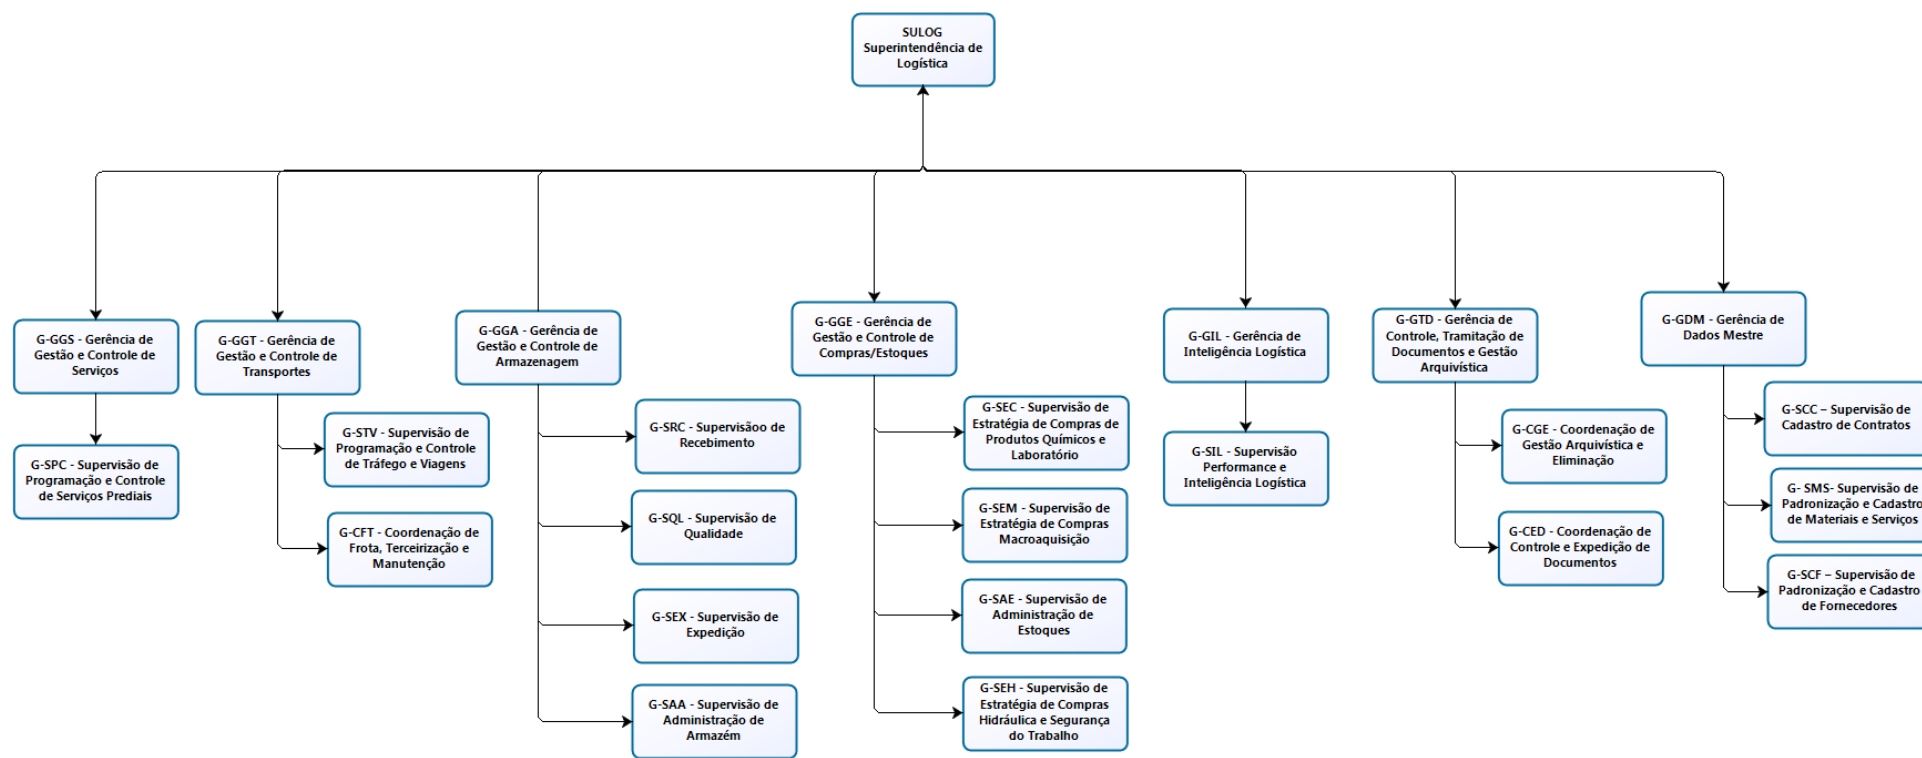 SULOG
Superintendência de
Logística
G-GGS - Gerência de
Gestão e Controle de
Serviços
G-SPC - Supervisão de
Programação e Controle
de Serviços Prediais
G-GGT - Gerência de
Gestão e Controle de
Transportes
G-STV - Supervisão de
Programação e Controle
de Tráfego e Viagens
G-CFT - Coordenação de
Frota, Terceirização e
Manutenção
G-GGA - Gerência de
Gestão e Controle de
Armazenagem
G-SRC - Supervisãoo de
Recebimento
G-SQL - Supervisão de
Qualidade
G-SEX - Supervisão de
Expedição
G-SAA - Supervisão de
Administração de
Armazém
G-GGE - Gerência de
Gestão e Controle de
Compras/Estoques
G-SEC - Supervisão de
Estratégia de Compras de
Produtos Químicos e
Laboratório
G-SEM - Supervisão de
Estratégia de Compras
Macroaquisição
G-SAE - Supervisão de
Administração de
Estoques
G-SEH - Supervisão de
Estratégia de Compras
Hidráulica e Segurança
do Trabalho
G-GIL - Gerência de
Inteligência Logística
G-SIL - Supervisão
Performance e
Inteligência Logística
G-GTD - Gerência de
Controle, Tramitação de
Documentos e Gestão
Arquivística
G-CGE - Coordenação de
Gestão Arquivística e
Eliminação
G-CED - Coordenação de
Controle e Expedição de
Documentos
G-GDM - Gerência de
Dados Mestre
G-SCC – Supervisão de
Cadastro de Contratos
G- SMS- Supervisão de
Padronização e Cadastro
de Materiais e Serviços
G-SCF – Supervisão de
Padronização e Cadastro
de Fornecedores